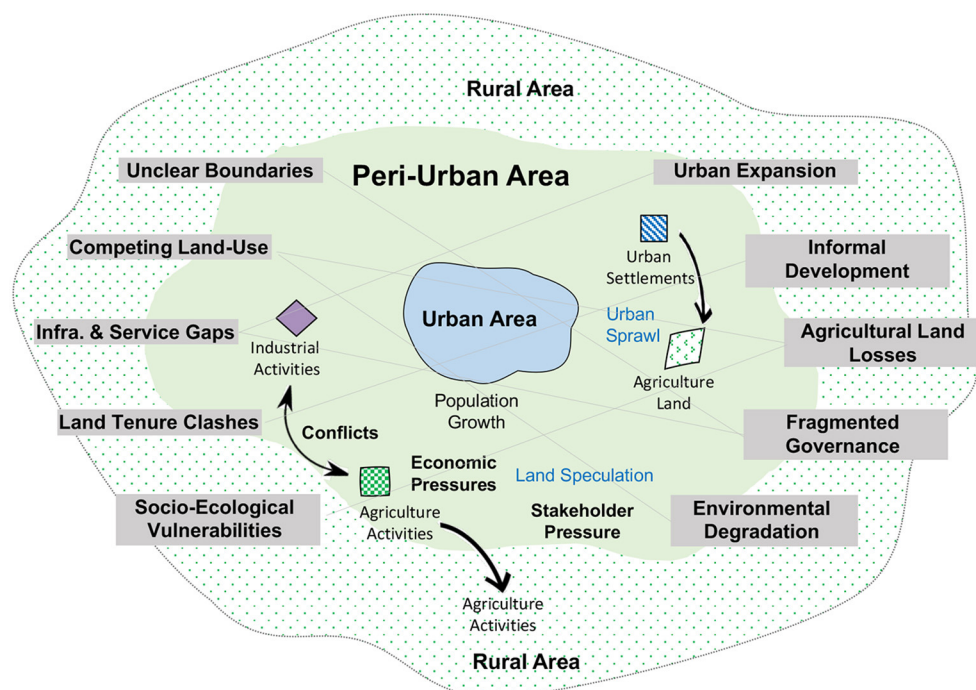 Rural Area
Unclear Boundaries
Peri-Urban Area
Urban Expansion
Competing Land-Use
Urban
Settlements
Informal
Development
Infra. & Service Gaps
Industrial
Activities
Urban Area
Urban
Sprawl
Agricultural Land
Losses
Agriculture
Land
Population
Growth
Land Tenure Clashes
Conflicts
Fragmented
Governance
Economic
Pressures
Land Speculation
Socio-Ecological
Vulnerabilities
Agriculture
Activities
Stakeholder
Pressure
Environmental
Degradation
Agriculture
Activities
Rural Area